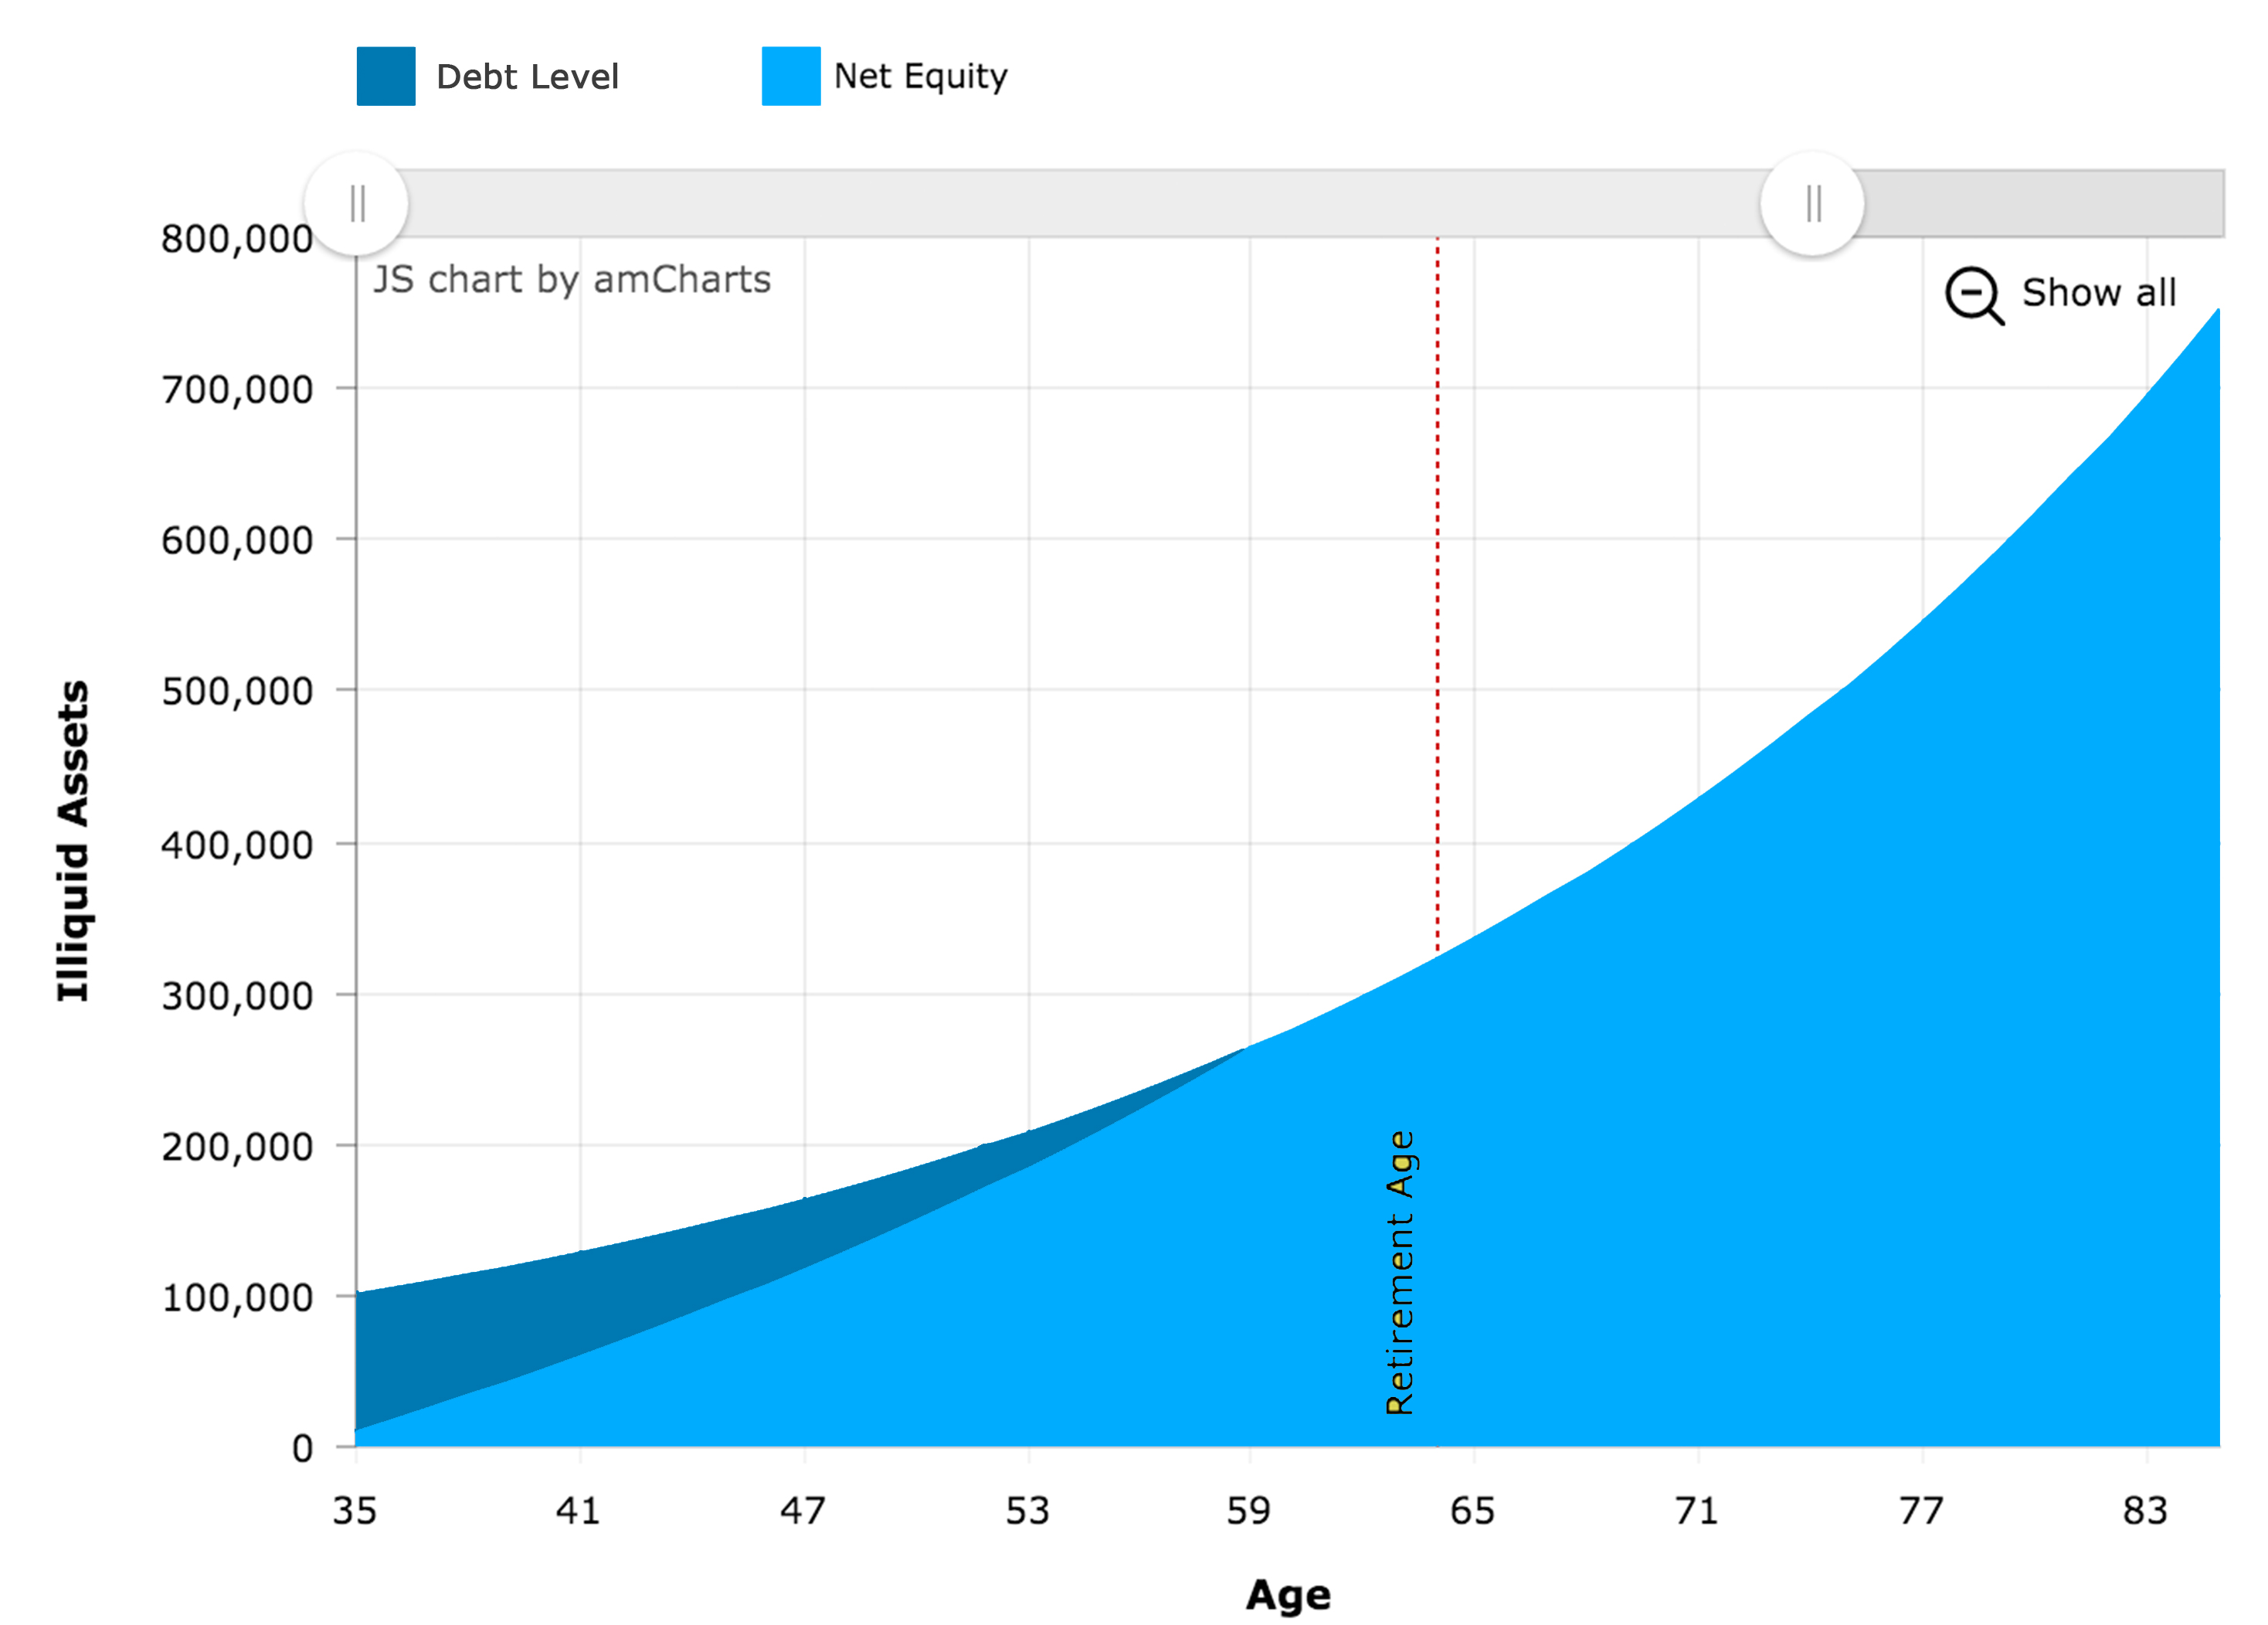 Debt Level
Net Equity
800,000
JS chart by amCharts
Show all
700,000
600,000
500,000
400,000
300,000
200,000
100,000
0
Illiquid Assets
Retirement Age
35 41 47 53 59 65 71 77 83
Age